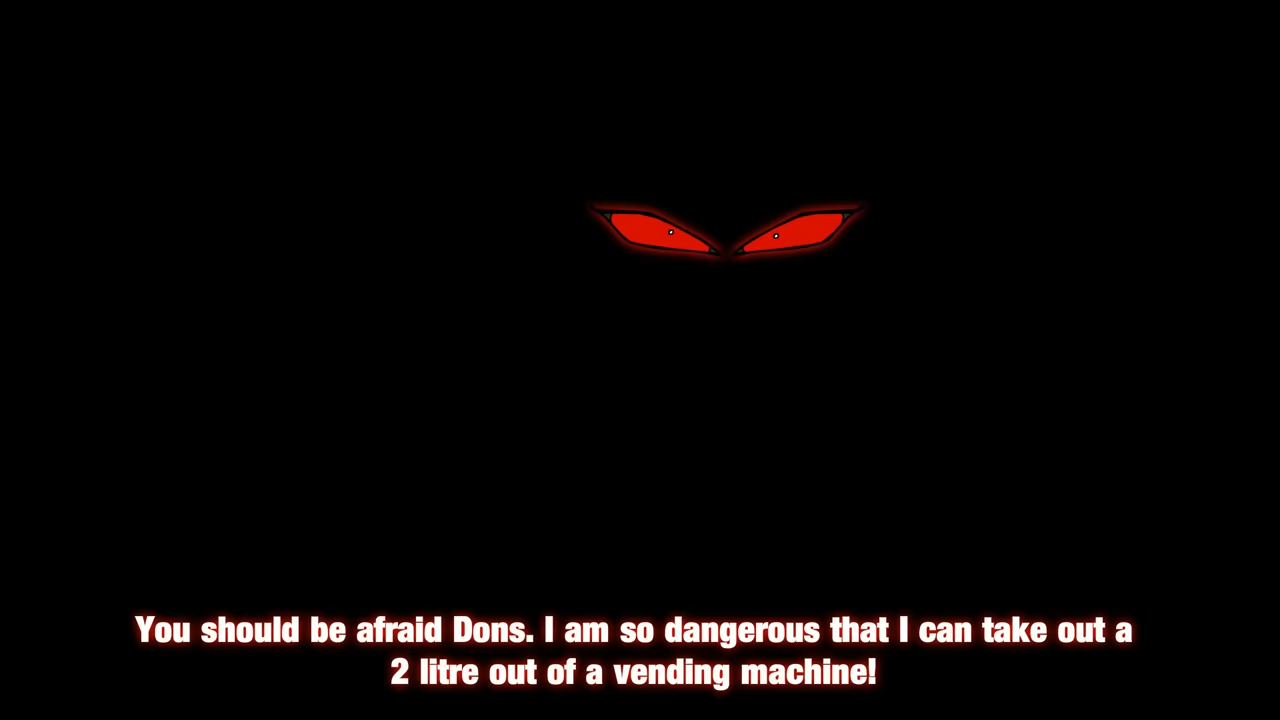 You should be afraid Dons. I am so dangerous that I can take out a
2 litre out of a vending machine!